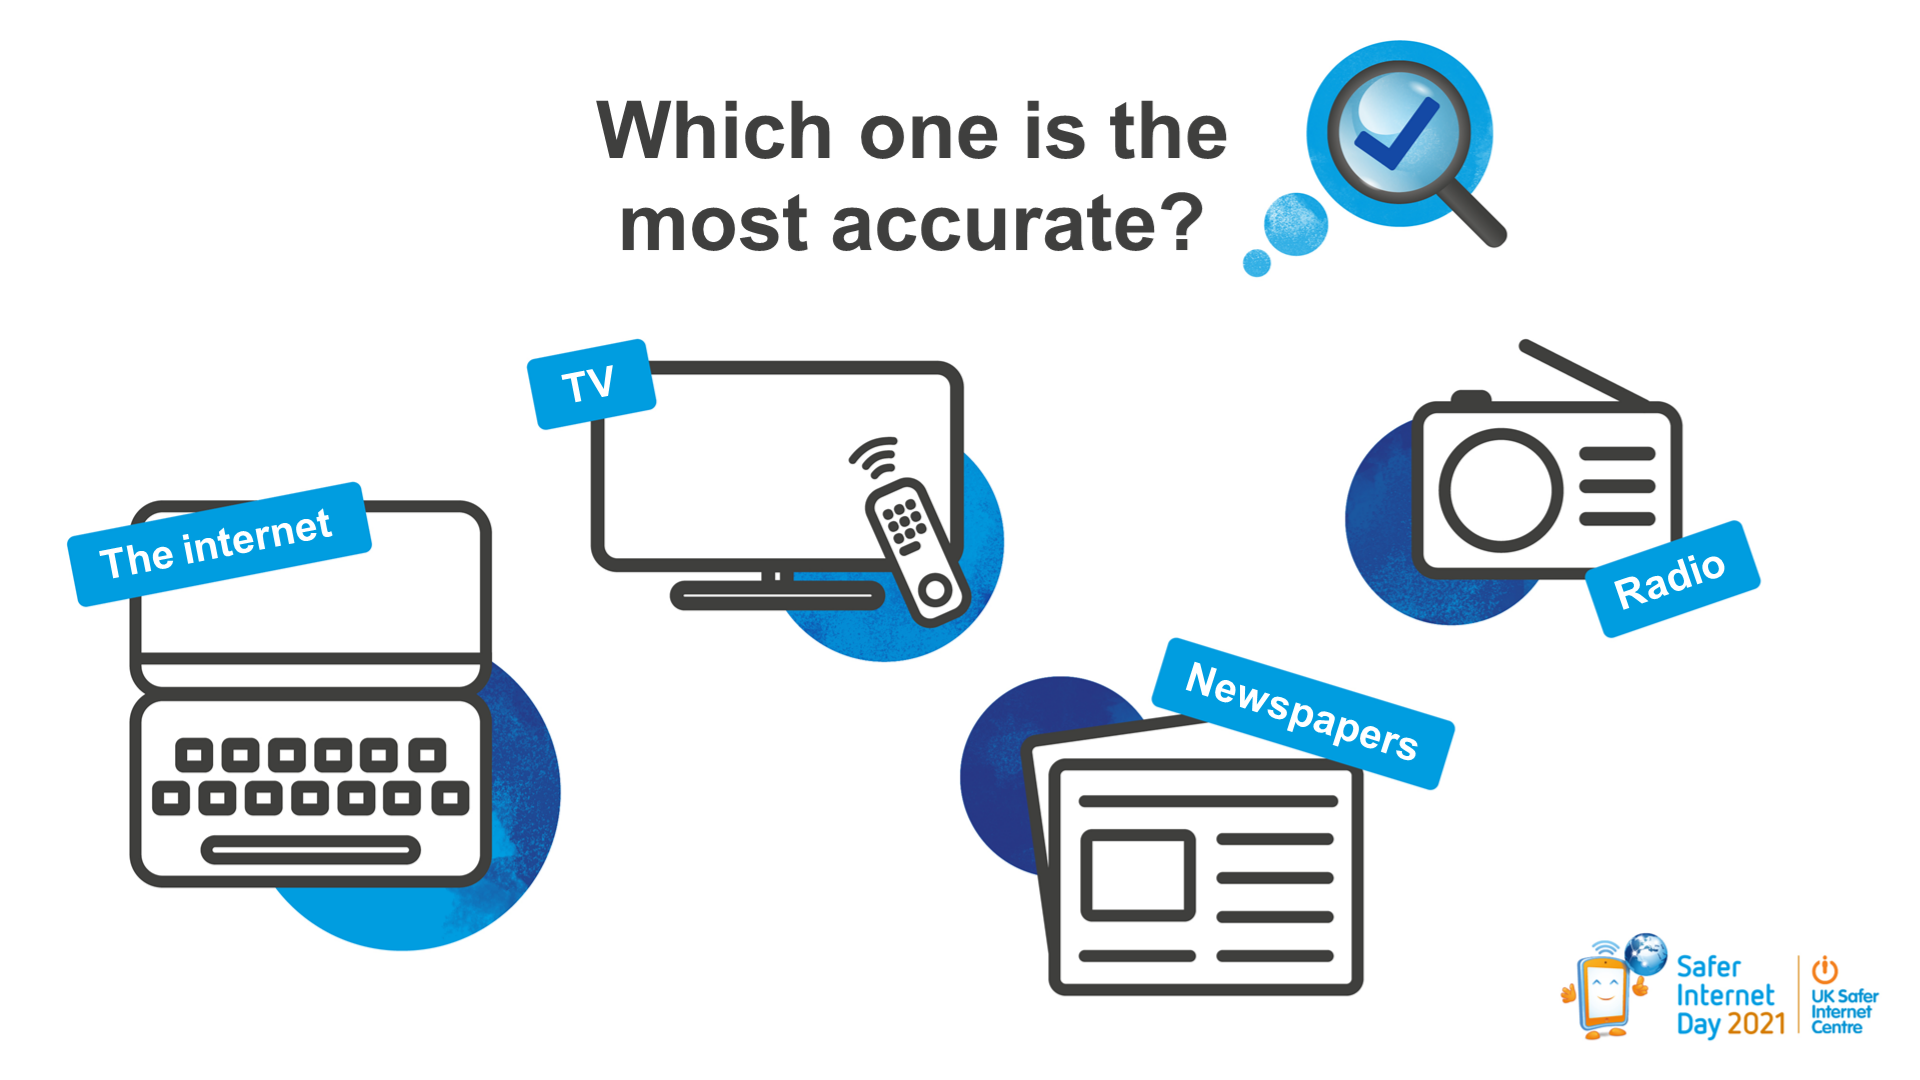 Which one is the
most accurate?
TV
The internet
Radio
Newspapers
Safer
Internet
Day 2021
UK Safer
Internet
Centre